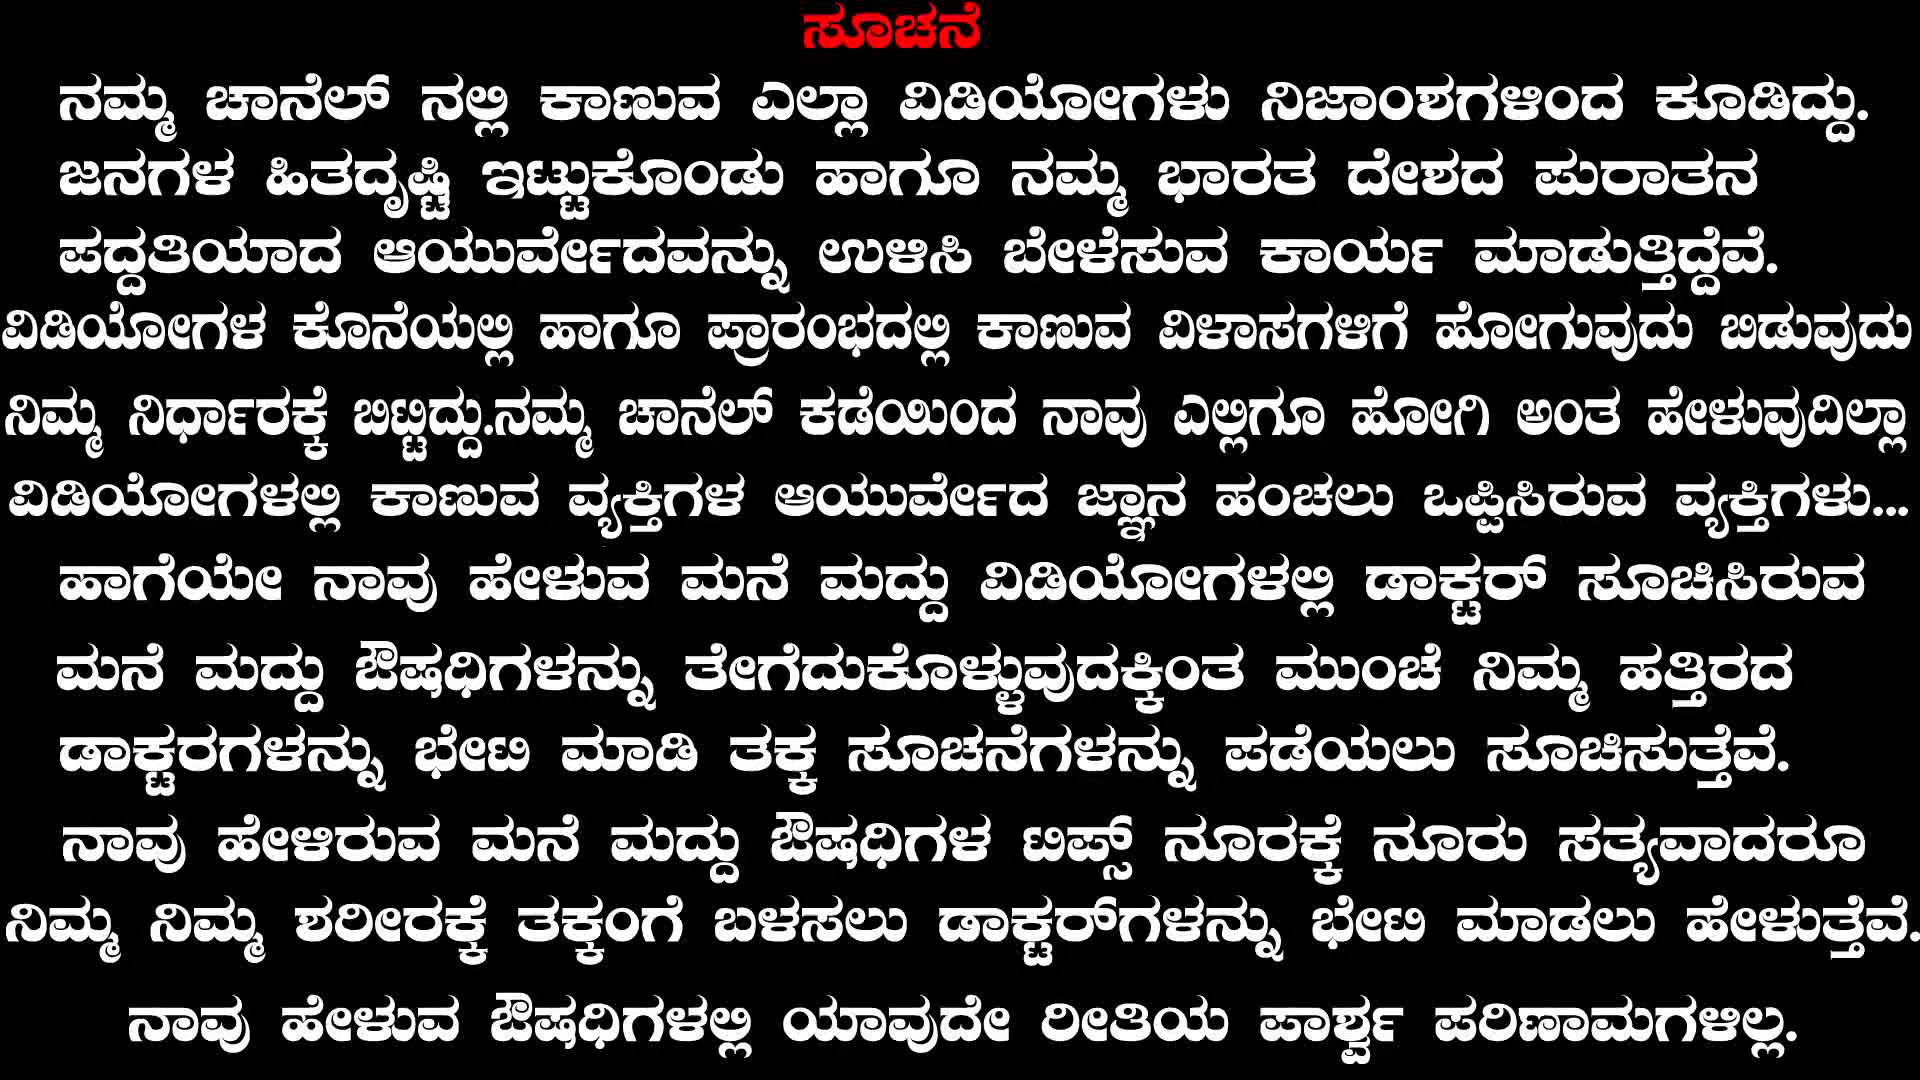 ಸೂಚನೆ
ನಮ್ಮ ಚಾನೆಲ್ ನಲ್ಲಿ ಕಾಣುವ ಎಲ್ಲಾ ವಿಡಿಯೋಗಳು ನಿಜಾಂಶಗಳಿಂದ ಕೂಡಿದ್ದು.
ಜನಗಳ ಹಿತದೃಷ್ಟಿ ಇಟ್ಟುಕೊಂಡು ಹಾಗೂ ನಮ್ಮ ಭಾರತ ದೇಶದ ಪುರಾತನ
ಪದ್ದತಿಯಾದ ಆಯುರ್ವೇದವನ್ನು ಉಳಿಸಿ ಬೇಳೆಸುವ ಕಾರ್ಯ ಮಾಡುತ್ತಿದ್ದೆವೆ.
ವಿಡಿಯೋಗಳ ಕೊನೆಯಲ್ಲಿ ಹಾಗೂ ಪ್ರಾರಂಭದಲ್ಲಿ ಕಾಣುವ ವಿಳಾಸಗಳಿಗೆ ಹೋಗುವುದು ಬಿಡುವುದು
ನಿಮ್ಮ ನಿರ್ಧಾರಕ್ಕೆ ಬಿಟ್ಟಿದ್ದು.ನಮ್ಮ ಚಾನೆಲ್ ಕಡೆಯಿಂದ ನಾವು ಎಲ್ಲಿಗೂ ಹೋಗಿ ಅಂತ ಹೇಳುವುದಿಲ್ಲಾ
ವಿಡಿಯೋಗಳಲ್ಲಿ ಕಾಣುವ ವ್ಯಕ್ತಿಗಳ ಆಯುರ್ವೇದ ಜ್ಞಾನ ಹಂಚಲು ಒಪ್ಪಿಸಿರುವ ವ್ಯಕ್ತಿಗಳು...
ಹಾಗೆಯೇ ನಾವು ಹೇಳುವ ಮನೆ ಮದ್ದು ವಿಡಿಯೋಗಳಲ್ಲಿ ಡಾಕ್ಟರ್ ಸೂಚಿಸಿರುವ
ಮನೆ ಮದ್ದು ಔಷಧಿಗಳನ್ನು ತೇಗೆದುಕೊಳ್ಳುವುದಕ್ಕಿಂತ ಮುಂಚೆ ನಿಮ್ಮ ಹತ್ತಿರದ
ಡಾಕ್ಟರಗಳನ್ನು ಭೇಟಿ ಮಾಡಿ ತಕ್ಕ ಸೂಚನೆಗಳನ್ನು ಪಡೆಯಲು ಸೂಚಿಸುತ್ತೆವೆ.
ನಾವು ಹೇಳಿರುವ ಮನೆ ಮದ್ದು ಔಷಧಿಗಳ ಟಿಪ್ಸ್ ನೂರಕ್ಕೆ ನೂರು ಸತ್ಯವಾದರೂ
ನಿಮ್ಮ ನಿಮ್ಮ ಶರೀರಕ್ಕೆ ತಕ್ಕಂಗೆ ಬಳಸಲು ಡಾಕ್ಟರ್‌ಗಳನ್ನು ಭೇಟಿ ಮಾಡಲು ಹೇಳುತ್ತೆವೆ.
ನಾವು ಹೇಳುವ ಔಷಧಿಗಳಲ್ಲಿ ಯಾವುದೇ ರೀತಿಯ ಪಾರ್ಶ್ವ ಪರಿಣಾಮಗಳಿಲ್ಲ.